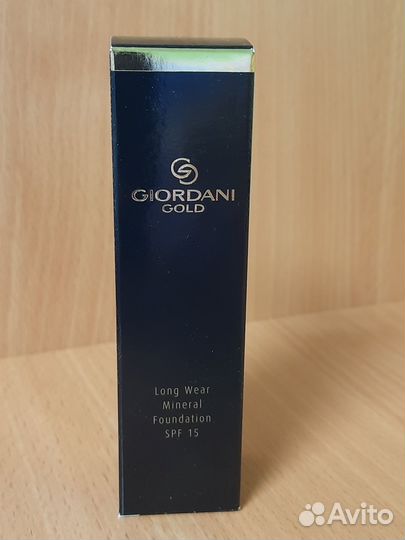 GIORDANI
GOLD
Long Wear
Mineral
Foundation
SPF 15
Avito